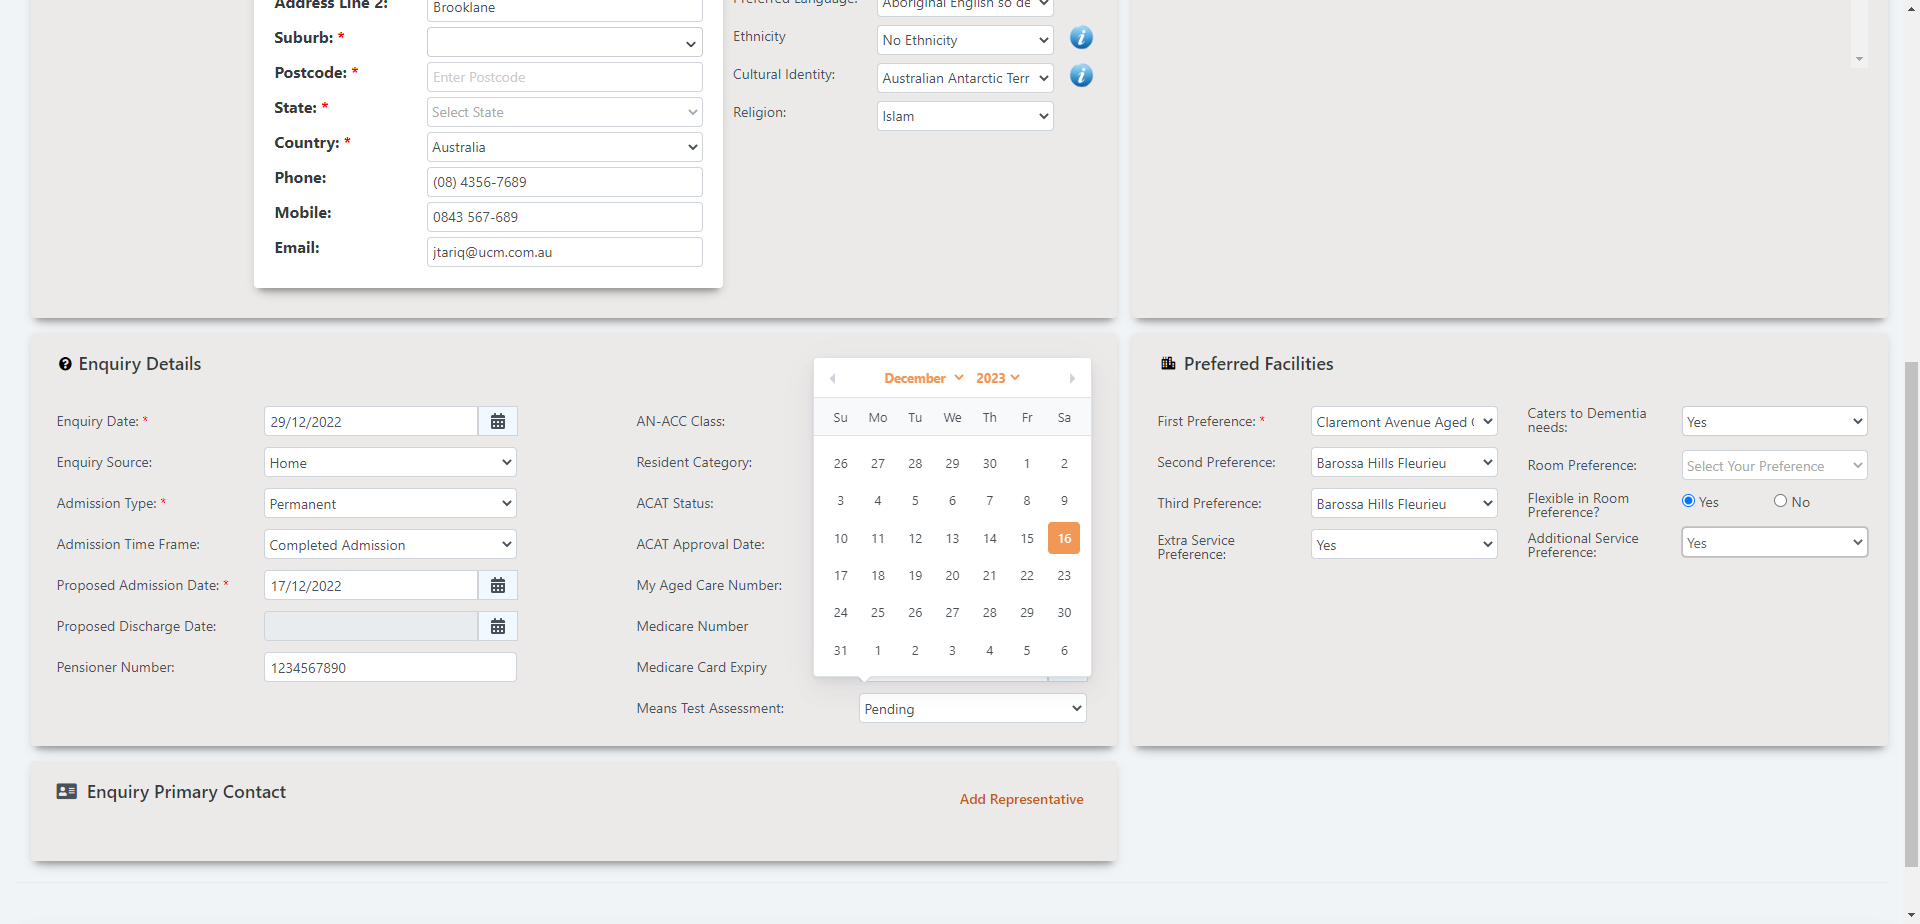 Address Line 2: Brooklane
Suburb: *
Postcode: * Enter Postcode
State: * Select State
Country: * Australia
Phone: (08) 4356-7689
Mobile: 0843 567-689
Email: jtariq@ucm.com.au
Preferred Language: Aboriginal English so de
Ethnicity No Ethnicity
Cultural Identity: Australian Antarctic Terr
Religion: Islam
Enquiry Details
Enquiry Date: * 29/12/2022
Enquiry Source: Home
Admission Type: * Permanent
Admission Time Frame: Completed Admission
Proposed Admission Date: * 17/12/2022
Proposed Discharge Date:
Pensioner Number: 1234567890
AN-ACC Class:
Resident Category:
ACAT Status:
ACAT Approval Date:
My Aged Care Number:
Medicare Number
Medicare Card Expiry
Means Test Assessment: Pending
December 2023
Su Mo Tu We Th Fr Sa
26 27 28 29 30 1 2
3 4 5 6 7 8 9
10 11 12 13 14 15 16
17 18 19 20 21 22 23
24 25 26 27 28 29 30
31 1 2 3 4 5 6
Preferred Facilities
First Preference: * Claremont Avenue Aged
Second Preference: Barossa Hills Fleurieu
Third Preference: Barossa Hills Fleurieu
Extra Service
Preference: Yes
Caters to Dementia
needs: Yes
Room Preference: Select Your Preference
Flexible in Room
Preference? Yes No
Additional Service
Preference: Yes
Enquiry Primary Contact
Add Representative